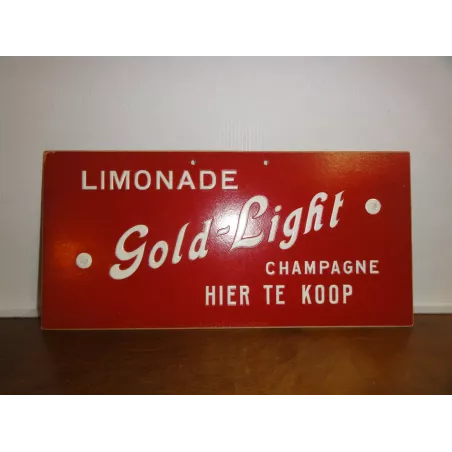 LIMONADE
Gold-Light
CHAMPAGNE
HIER TE KOOP